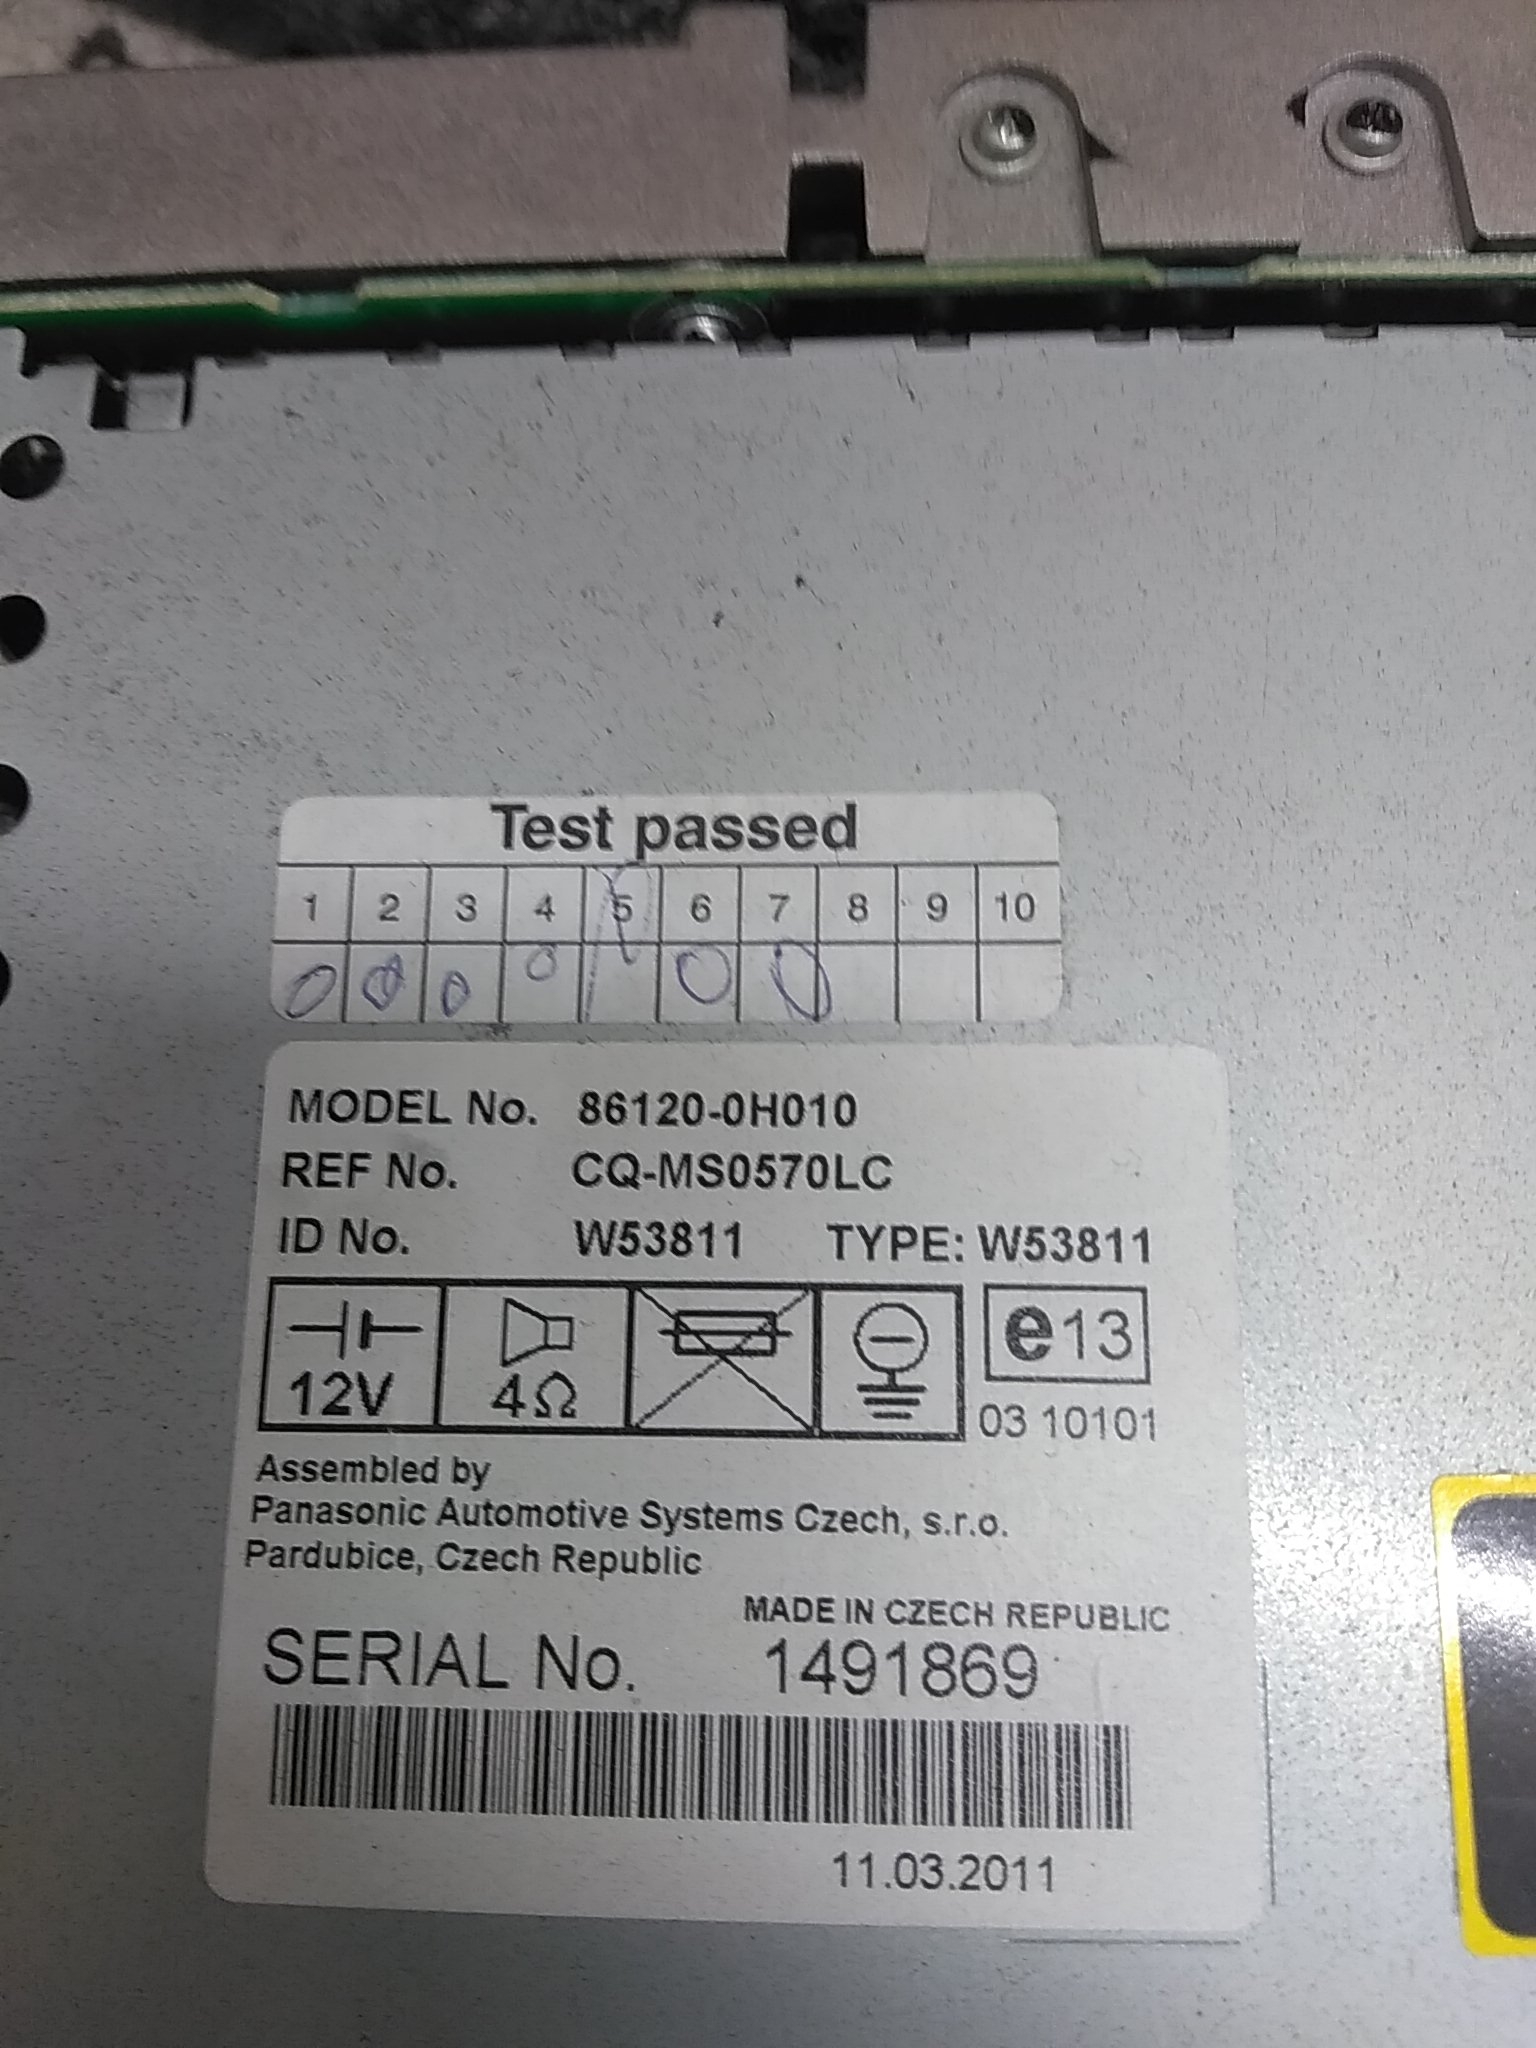 Test passed
1 2 3 4 5 6 7 8 9 10
MODEL No. 86120-0H010
REF No. CQ-MS0570LC
ID No. W53811 TYPE: W53811
12V 4Ω e13
03 10101
Assembled by
Panasonic Automotive Systems Czech, s.r.o.
Pardubice, Czech Republic
MADE IN CZECH REPUBLIC
SERIAL No. 1491869
11.03.2011